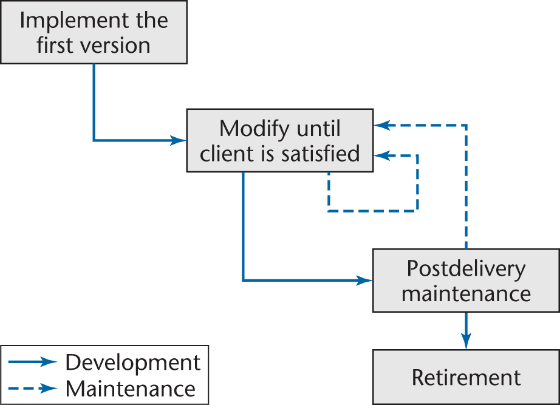 Implement the
first version
Modify until
client is satisfied
Postdelivery
maintenance
Development
Maintenance
Retirement